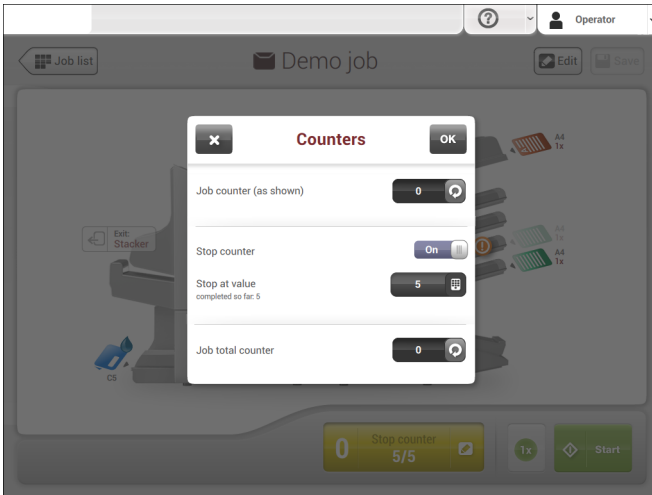 ?
Operator
Job list
Demo job
Edit
Save
Counters
OK
Job counter (as shown)
0
Stop counter
On
Stop at value
completed so far: 5
5
Job total counter
0
Exit:
Stacker
C5
A4
1x
A4
1x
A4
1x
0
Stop counter
5/5
1x
Start